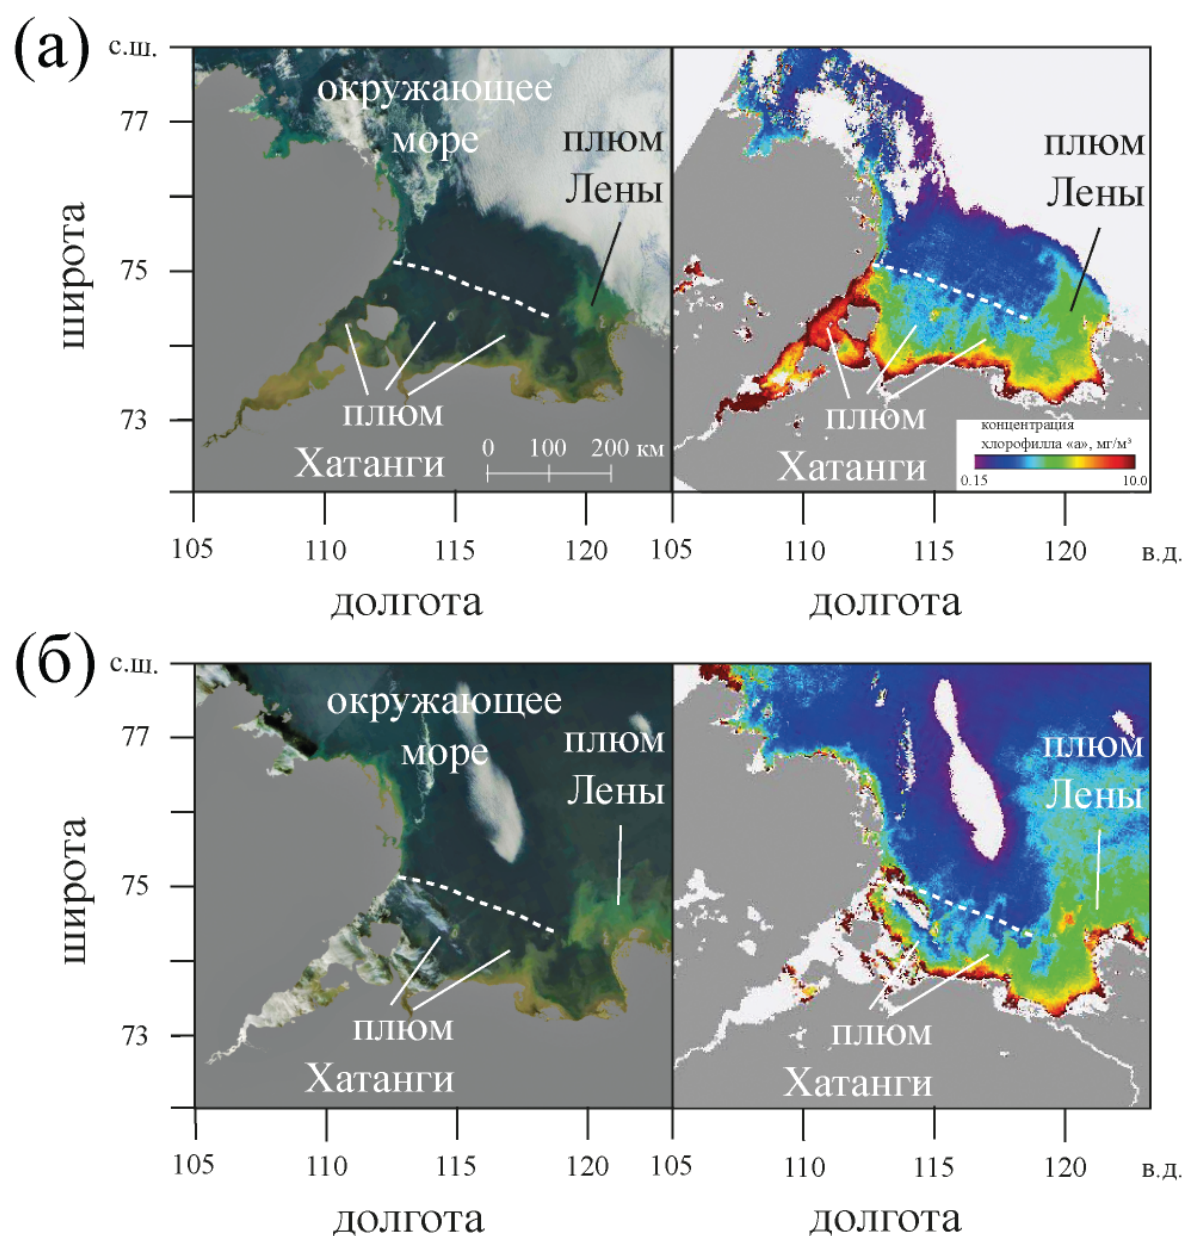 (а)
с.ш.
77
75
73
широта
окружающее
море
плюм
Лены
плюм
Хатанги
0 100 200 км
плюм
Лены
плюм
Хатанги
концентрация
хлорофилла «а», мг/м³
0.15 10.0
105 110 115 120 105 110 115 120 в.д.
долгота долгота
(б)
с.ш.
77
75
73
широта
окружающее
море
плюм
Лены
плюм
Хатанги
плюм
Лены
плюм
Хатанги
105 110 115 120 105 110 115 120 в.д.
долгота долгота